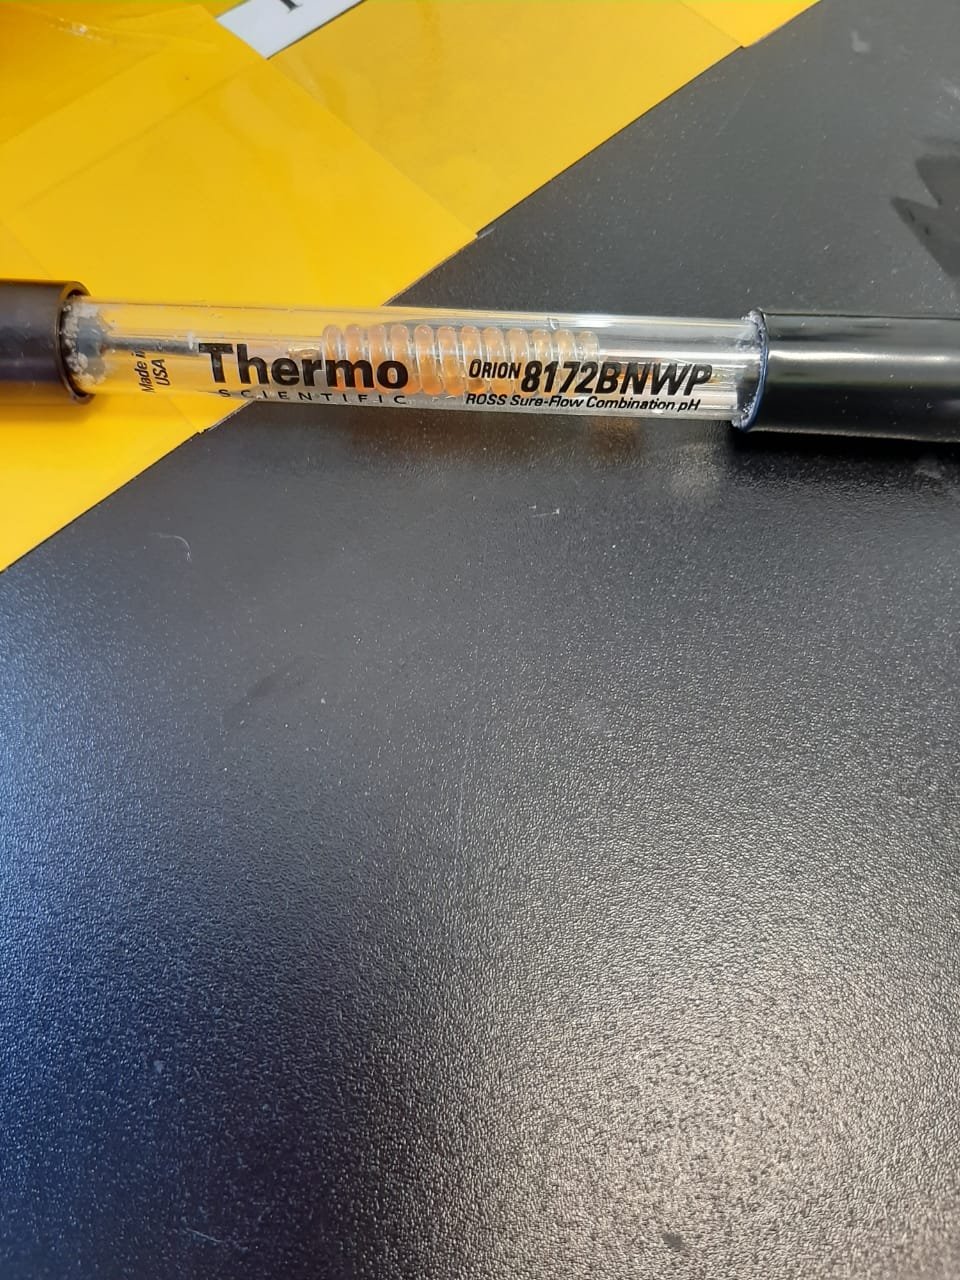 Made in
USA
Thermo
SCIENTIFIC
ORION 8172BNWP
ROSS Sure-Flow Combination pH